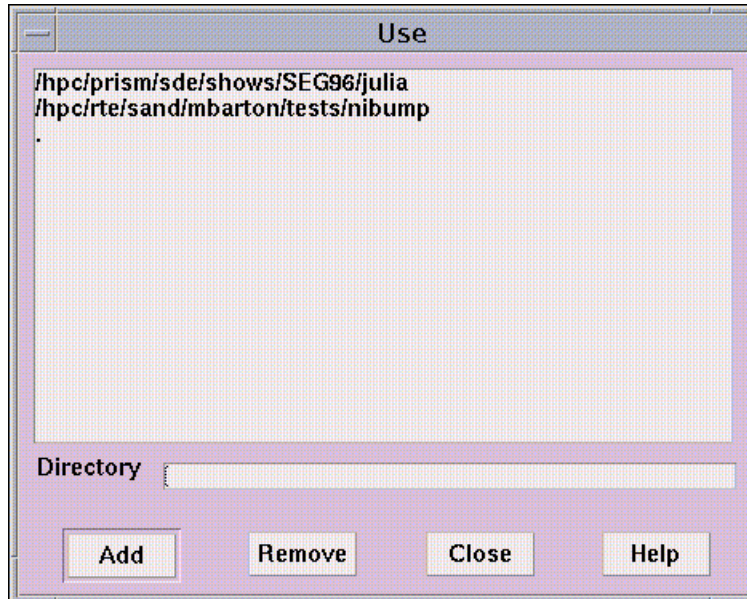 Use
/hpc/prism/sde/shows/SEG96/julia
/hpc/rte/sand/mbarton/tests/nibump
.
Directory
Add Remove Close Help